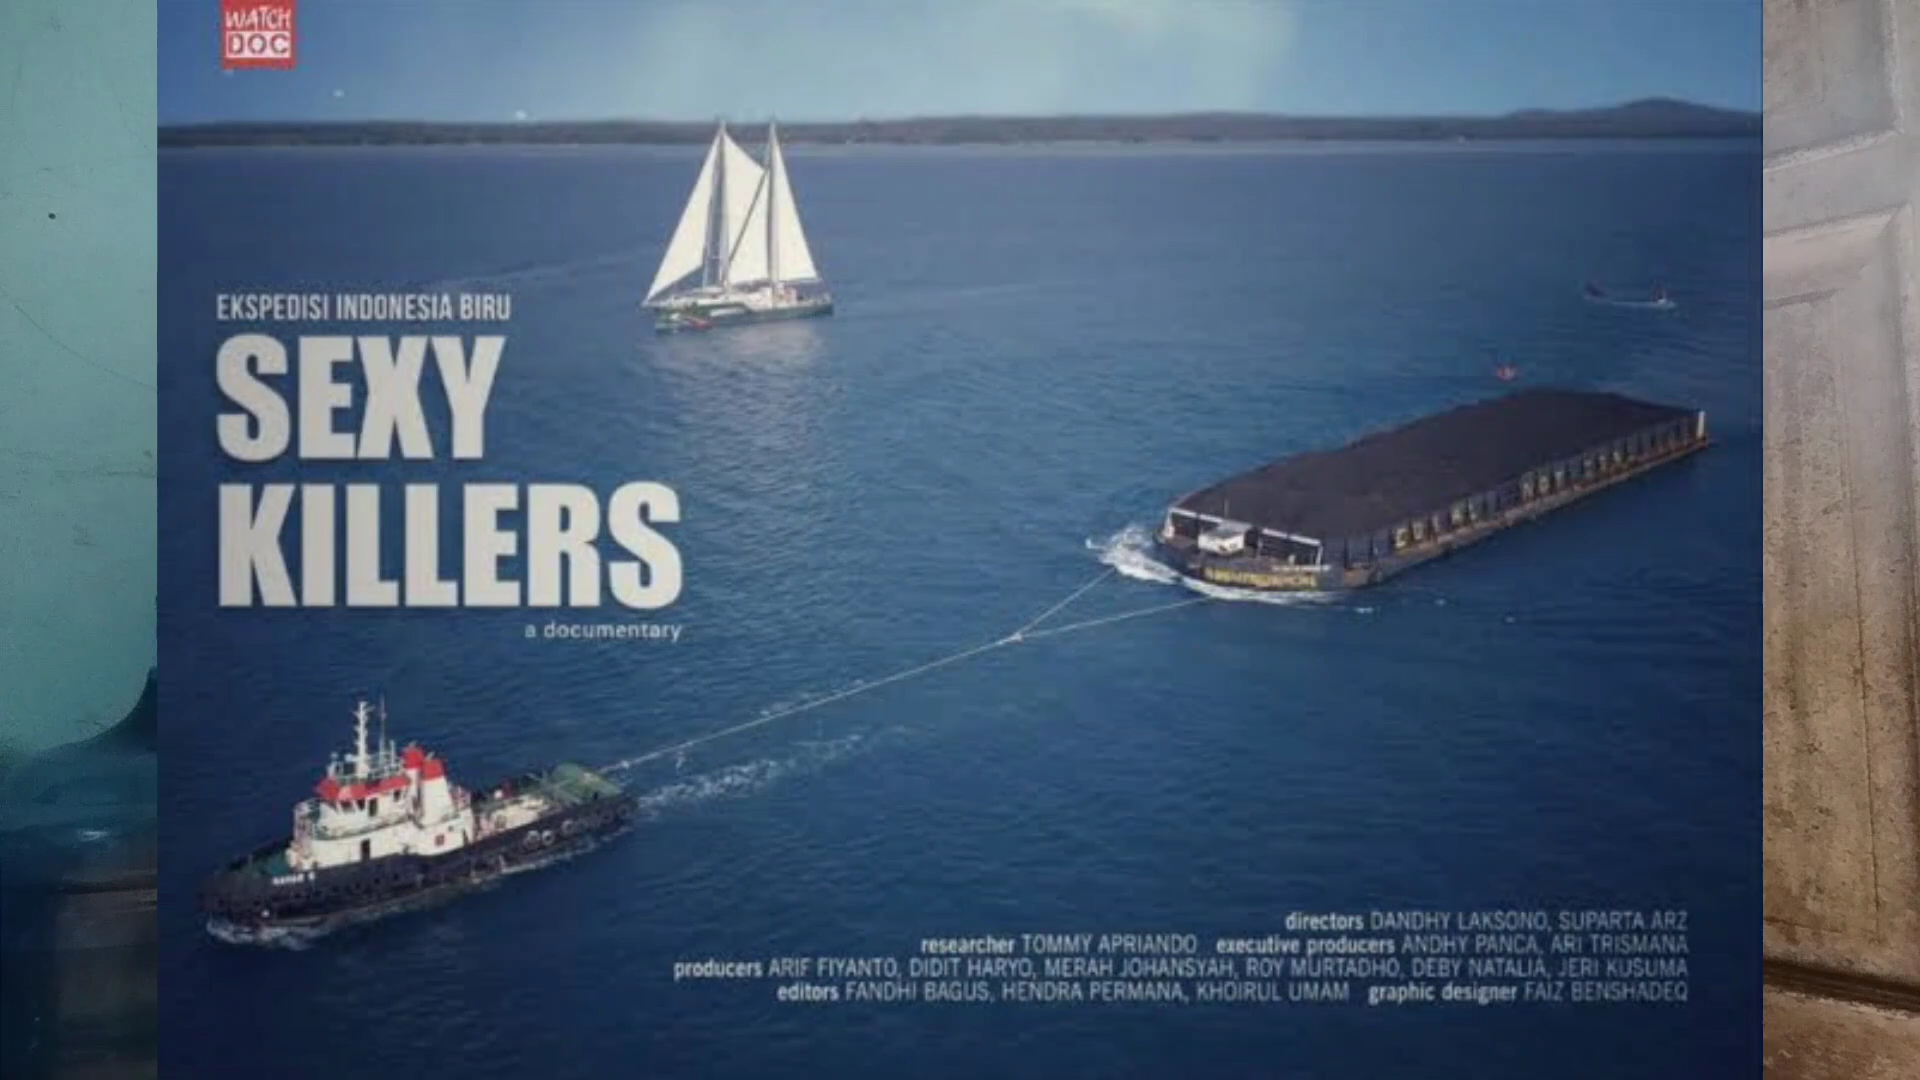 WATCH
DOC
EKSPEDISI INDONESIA BIRU
SEXY
KILLERS
a documentary
directors DANDHY LAKSONO, SUPARTA ARZ
researcher TOMMY APRIANDO executive producers ANDHY PANCA, ARI TRISMANA
producers ARIF FIYANTO, DIDIT HARYO, MERAH JOHANSYAH, ROY MURTADHO, DEBY NATALIA, JERI KUSUMA
editors FANDHI BAGUS, HENDRA PERMANA, KHOIRUL UMAM graphic designer FAIZ BENSHADEQ